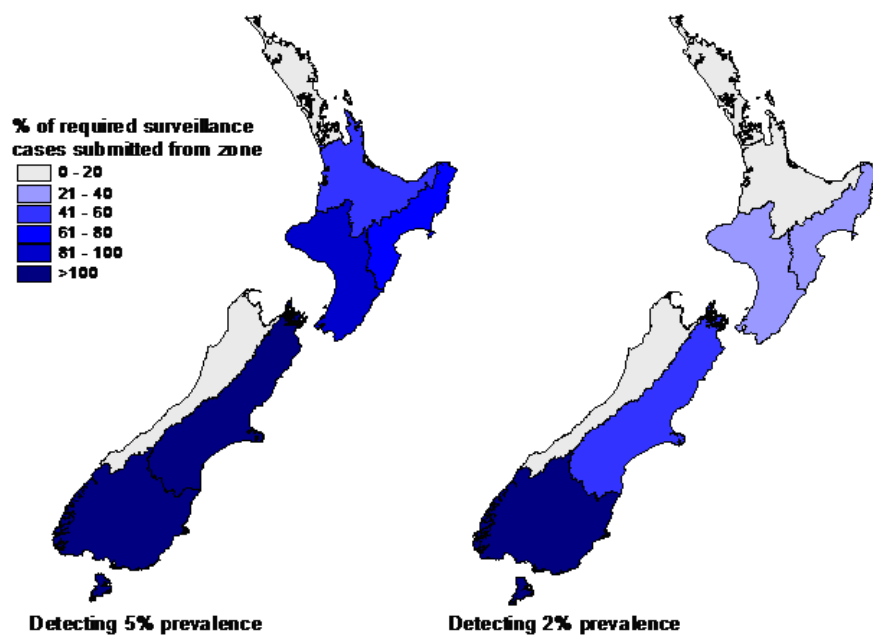 % of required surveillance
cases submitted from zone
0 - 20
21 - 40
41 - 60
61 - 80
81 - 100
>100
Detecting 5% prevalence
Detecting 2% prevalence